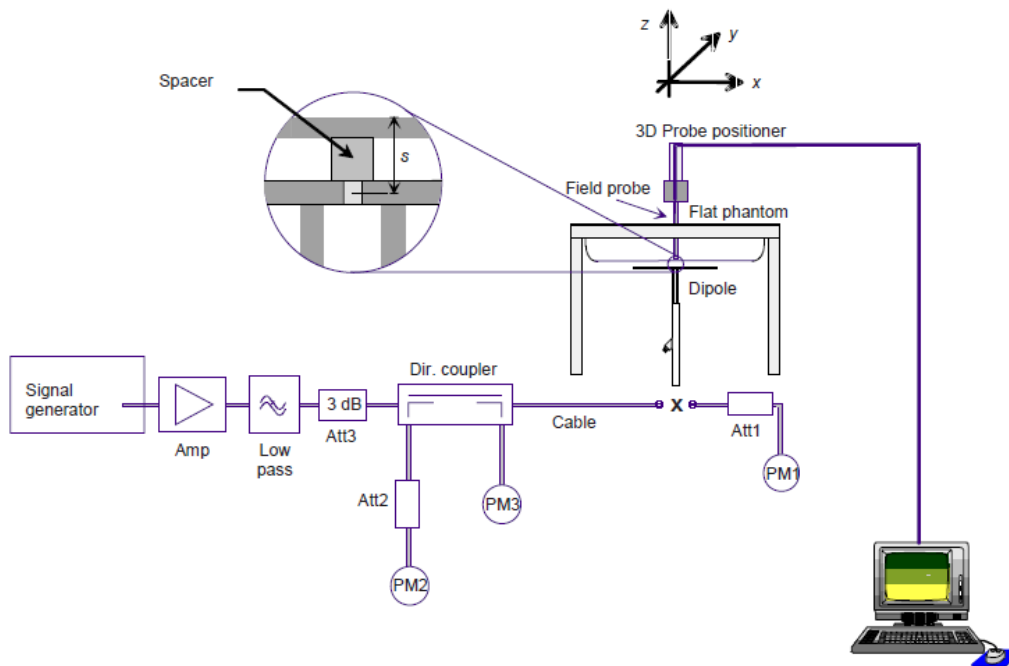 z
y
x
Spacer
s
3D Probe positioner
Field probe
Flat phantom
Dipole
Signal
generator
Amp
Low
pass
3 dB
Att3
Dir. coupler
Cable
X
Att1
PM1
Att2
PM3
PM2